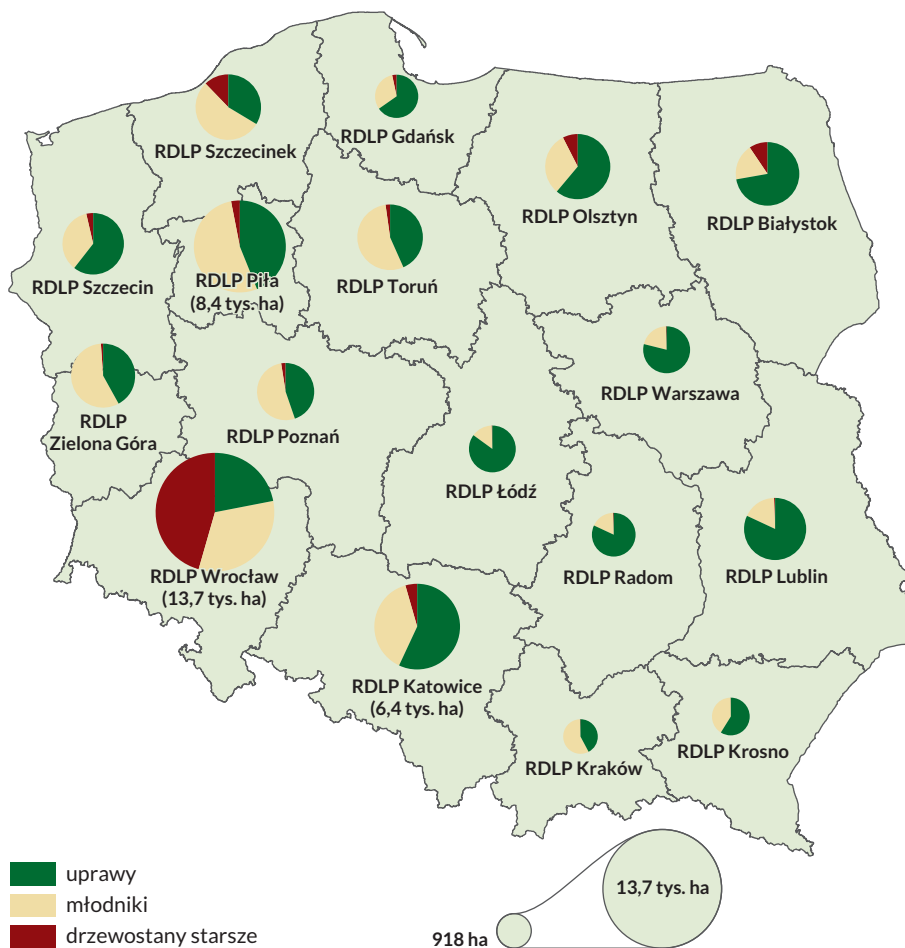 RDLP Gdańsk
RDLP Szczecinek
RDLP Olsztyn
RDLP Białystok
RDLP Szczecin
RDLP Piła
(8,4 tys. ha)
RDLP Toruń
RDLP Warszawa
RDLP
Zielona Góra
RDLP Poznań
RDLP Łódź
RDLP Wrocław
(13,7 tys. ha)
RDLP Radom
RDLP Lublin
RDLP Katowice
(6,4 tys. ha)
RDLP Kraków
RDLP Krosno
uprawy
młodniki
drzewostany starsze
918 ha
13,7 tys. ha